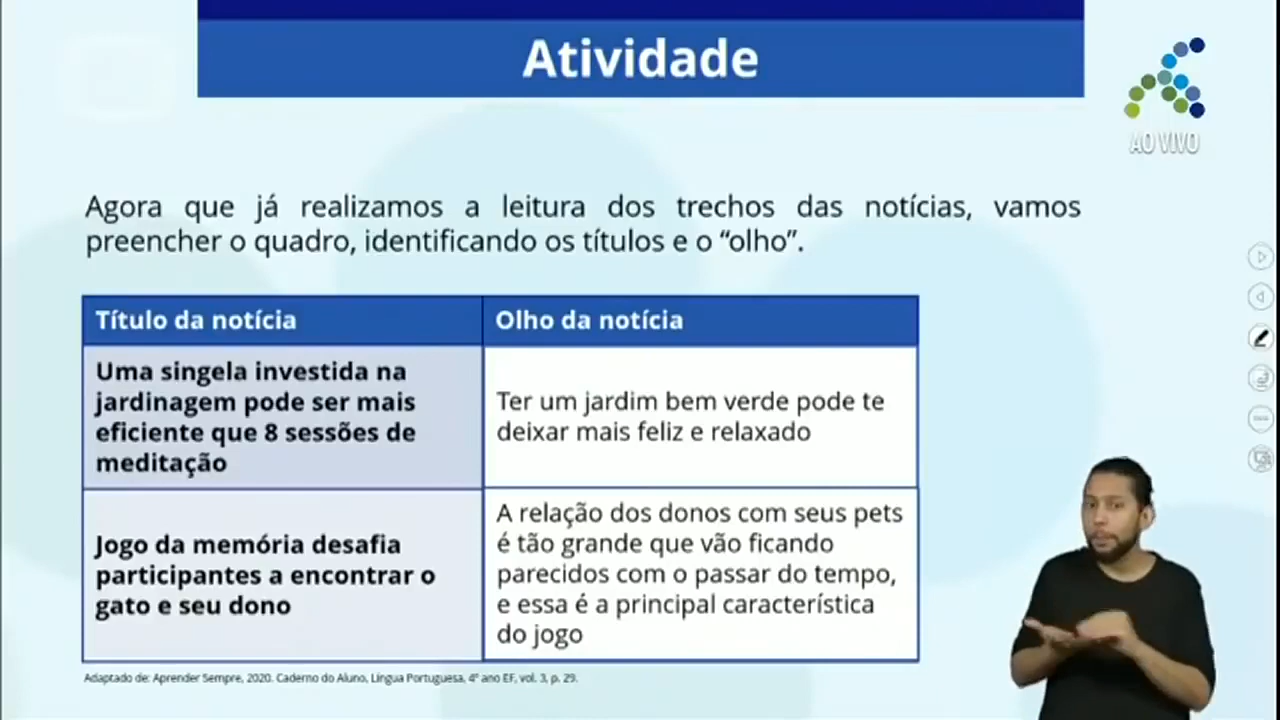 Atividade
AO VIVO
Agora que já realizamos a leitura dos trechos das notícias, vamos
preencher o quadro, identificando os títulos e o “olho”.
Título da notícia
Olho da notícia
Uma singela investida na
jardinagem pode ser mais
eficiente que 8 sessões de
meditação
Ter um jardim bem verde pode te
deixar mais feliz e relaxado
Jogo da memória desafia
participantes a encontrar o
gato e seu dono
A relação dos donos com seus pets
é tão grande que vão ficando
parecidos com o passar do tempo,
e essa é a principal característica
do jogo
Adaptado de: Aprender Sempre, 2020. Caderno do Aluno, Língua Portuguesa, 4º ano EF, vol. 3, p. 29.